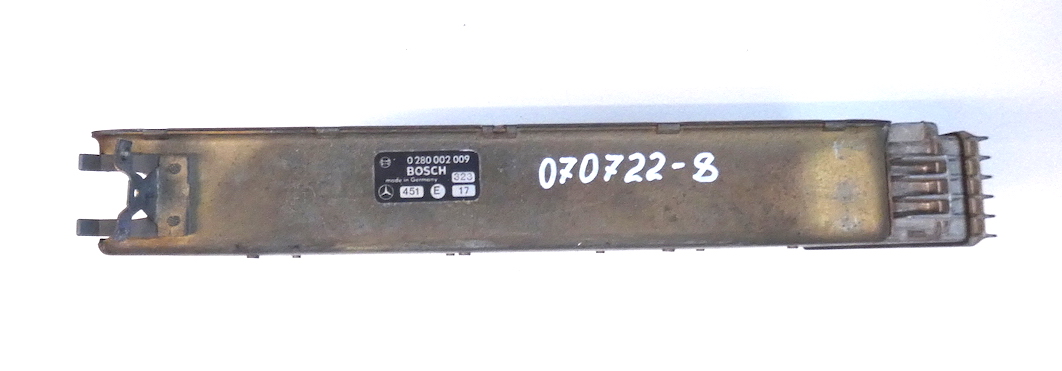 0 280 002 009
BOSCH 323
made in Germany
451 E 17
070722-8